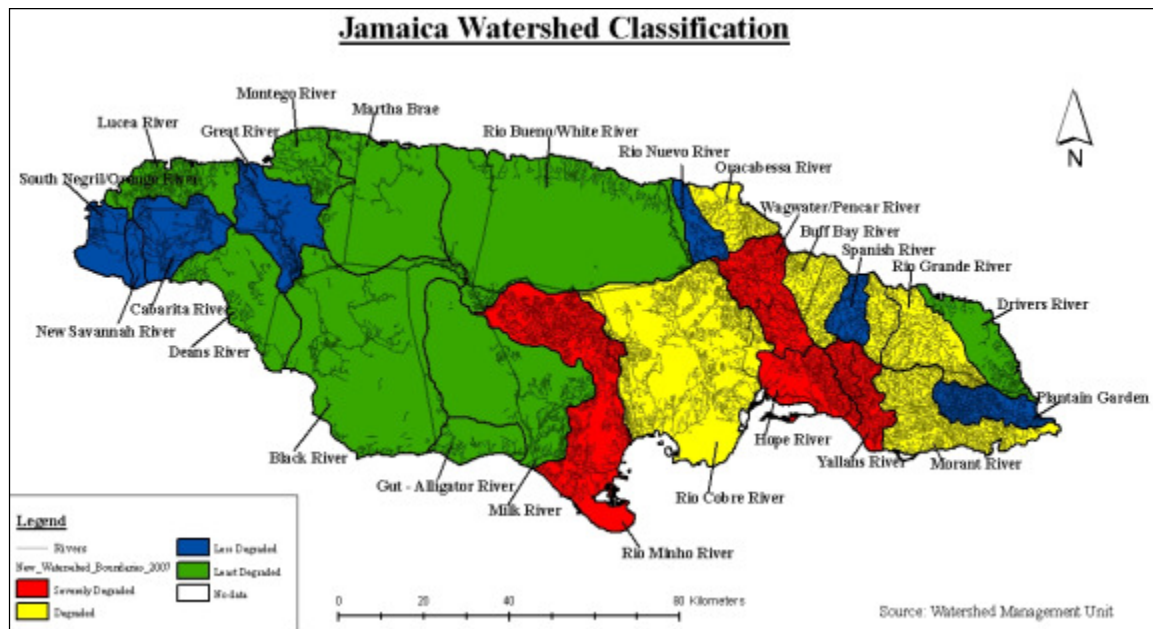 Jamaica Watershed Classification
Montego River
Martha Brae
Lucea River
Great River
Rio Bueno/White River
Rio Nuevo River
Oracabessa River
South Negril/Orange River
Wagwater/Pencar River
Buff Bay River
Spanish River
Rio Grande River
N
Cabarita River
New Savannah River
Deans River
Drivers River
Plantain Garden
Black River
Gut - Alligator River
Milk River
Hope River
Yallahs River
Morant River
Rio Cobre River
Rio Minho River
Legend
Rivers
New_Watershed_Boundaries_2007
Severely Degraded
Degraded
Less Degraded
Least Degraded
No data
0 20 40 80 Kilometers
Source: Watershed Management Unit